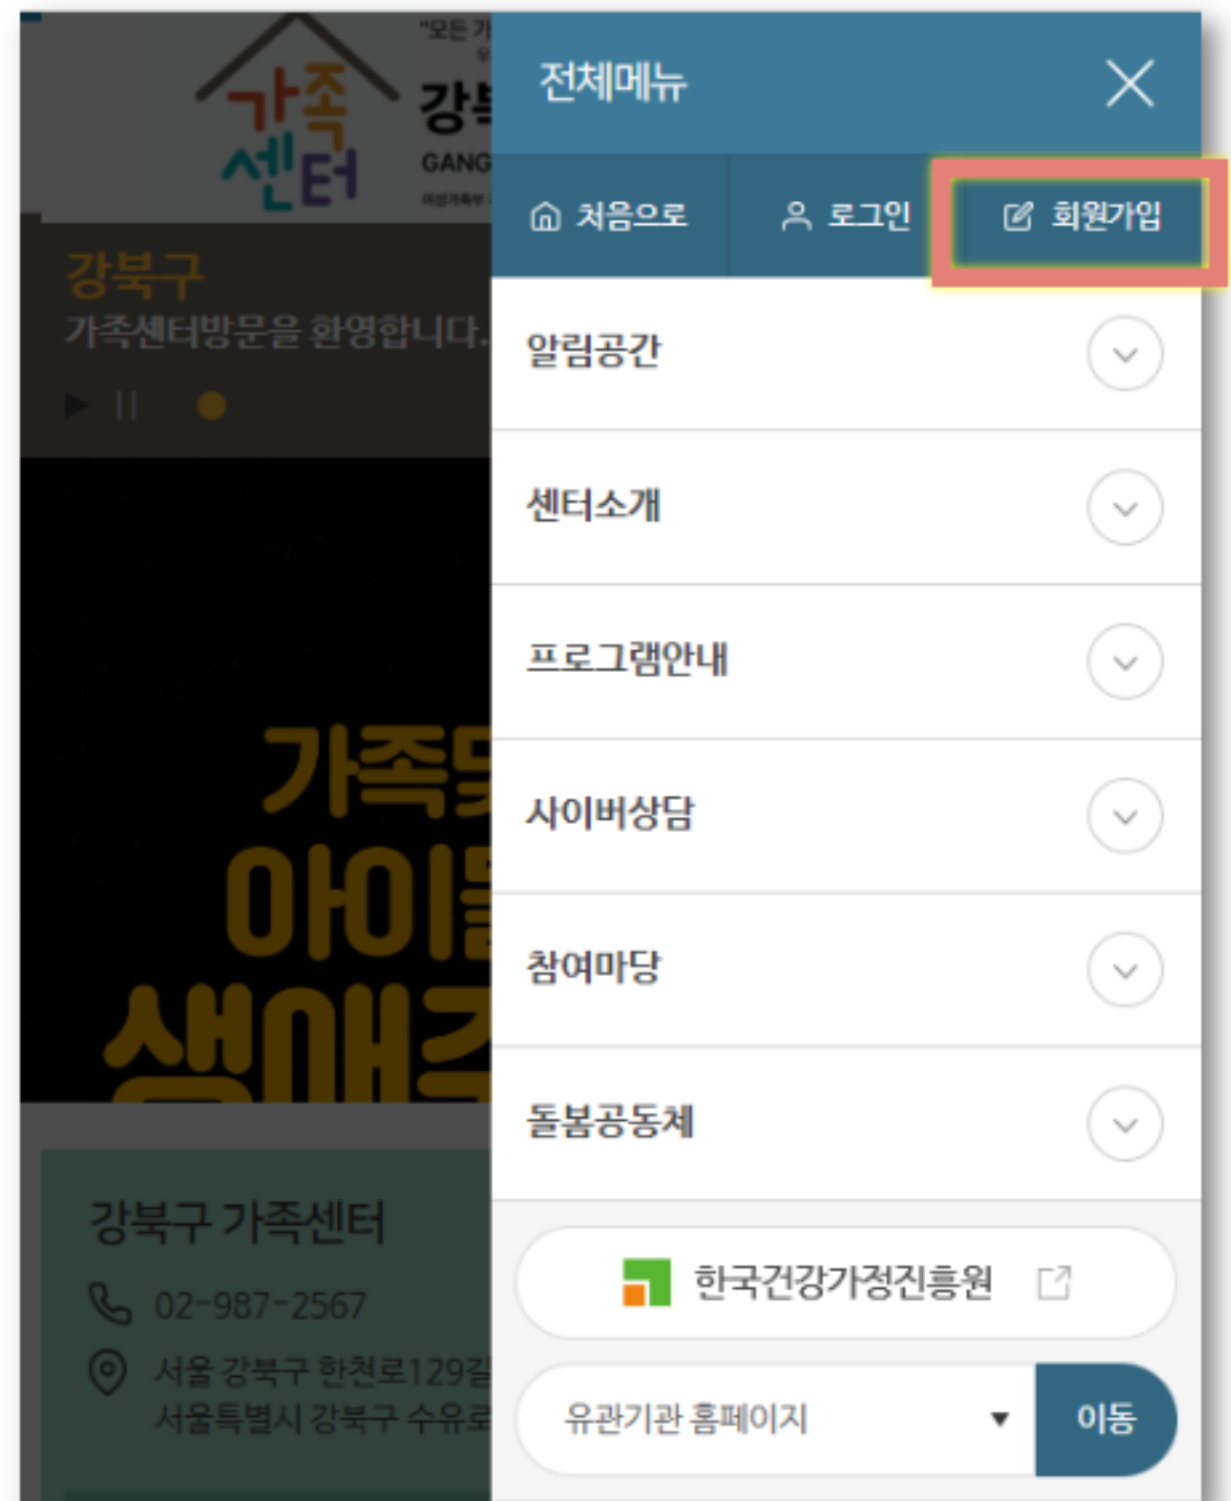 "모든
가족
센터
GANG
강북구
가족센터방문을 환영합니다.
아이
강북구 가족센터
02-987-2567
서울 강북구 한천로129길
서울특별시 강북구 수유로
전체메뉴
처음으로 로그인 회원가입
알림공간
센터소개
프로그램안내
사이버상담
참여마당
돌봄공동체
한국건강가정진흥원
유관기관 홈페이지 이동